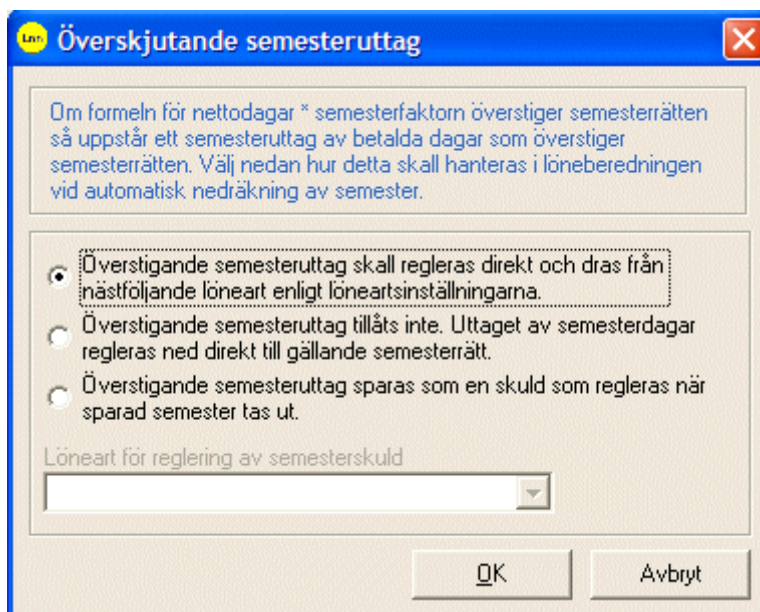 Lnn Överskjutande semesteruttag
Om formeln för nettodagar * semesterfaktorn överstiger semesterrätten
så uppstår ett semesteruttag av betalda dagar som överstiger
semesterrätten. Välj nedan hur detta skall hanteras i löneberedningen
vid automatisk nedräkning av semester.
Överstigande semesteruttag skall regleras direkt och dras från
nästföljande löneart enligt löneartsinställningarna.
Överstigande semesteruttag tillåts inte. Uttaget av semesterdagar
regleras ned direkt till gällande semesterrätt.
Överstigande semesteruttag sparas som en skuld som regleras när
sparad semester tas ut.
Löneart för reglering av semesterskuld
OK Avbryt